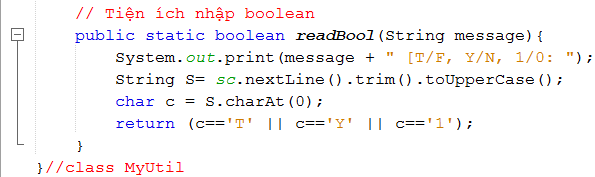 // Tiện ích nhập boolean
public static boolean readBool(String message){
System.out.print(message + " [T/F, Y/N, 1/0: ");
String S= sc.nextLine().trim().toUpperCase();
char c = S.charAt(0);
return (c=='T' || c=='Y' || c=='1');
}
}//class MyUtil